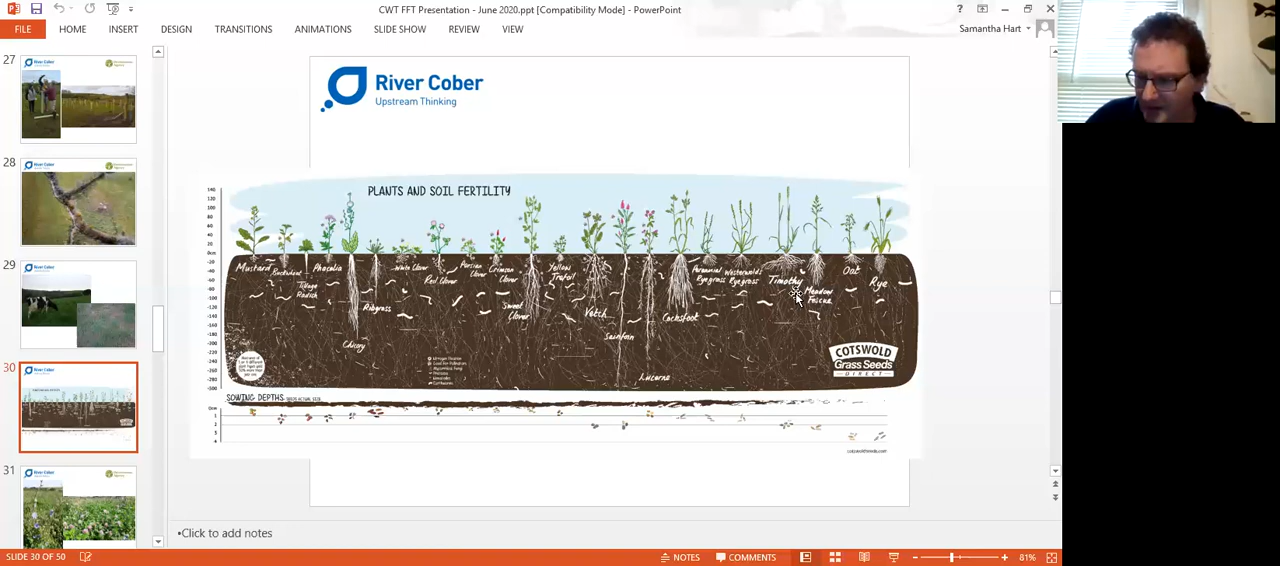 CWT FFT Presentation - June 2020.ppt [Compatibility Mode] - PowerPoint
FILE HOME INSERT DESIGN TRANSITIONS ANIMATIONS SLIDE SHOW REVIEW VIEW
Samantha Hart
27
28
29
30
31
River Cober
Upstream Thinking
PLANTS AND SOIL FERTILITY
Mustard
Buckwheat
Tillage Radish
Phacelia
Chicory
Ribgrass
White Clover
Red Clover
Persian Clover
Crimson Clover
Sweet Clover
Yellow Trefoil
Vetch
Sainfoin
Lucerne
Cocksfoot
Perennial Ryegrass
Westerwolds Ryegrass
Timothy
Meadow Fescue
Oat
Rye
COTSWOLD
Grass Seeds
DIRECT
SOWING DEPTHS
•Click to add notes
SLIDE 30 OF 50
NOTES
COMMENTS
81%